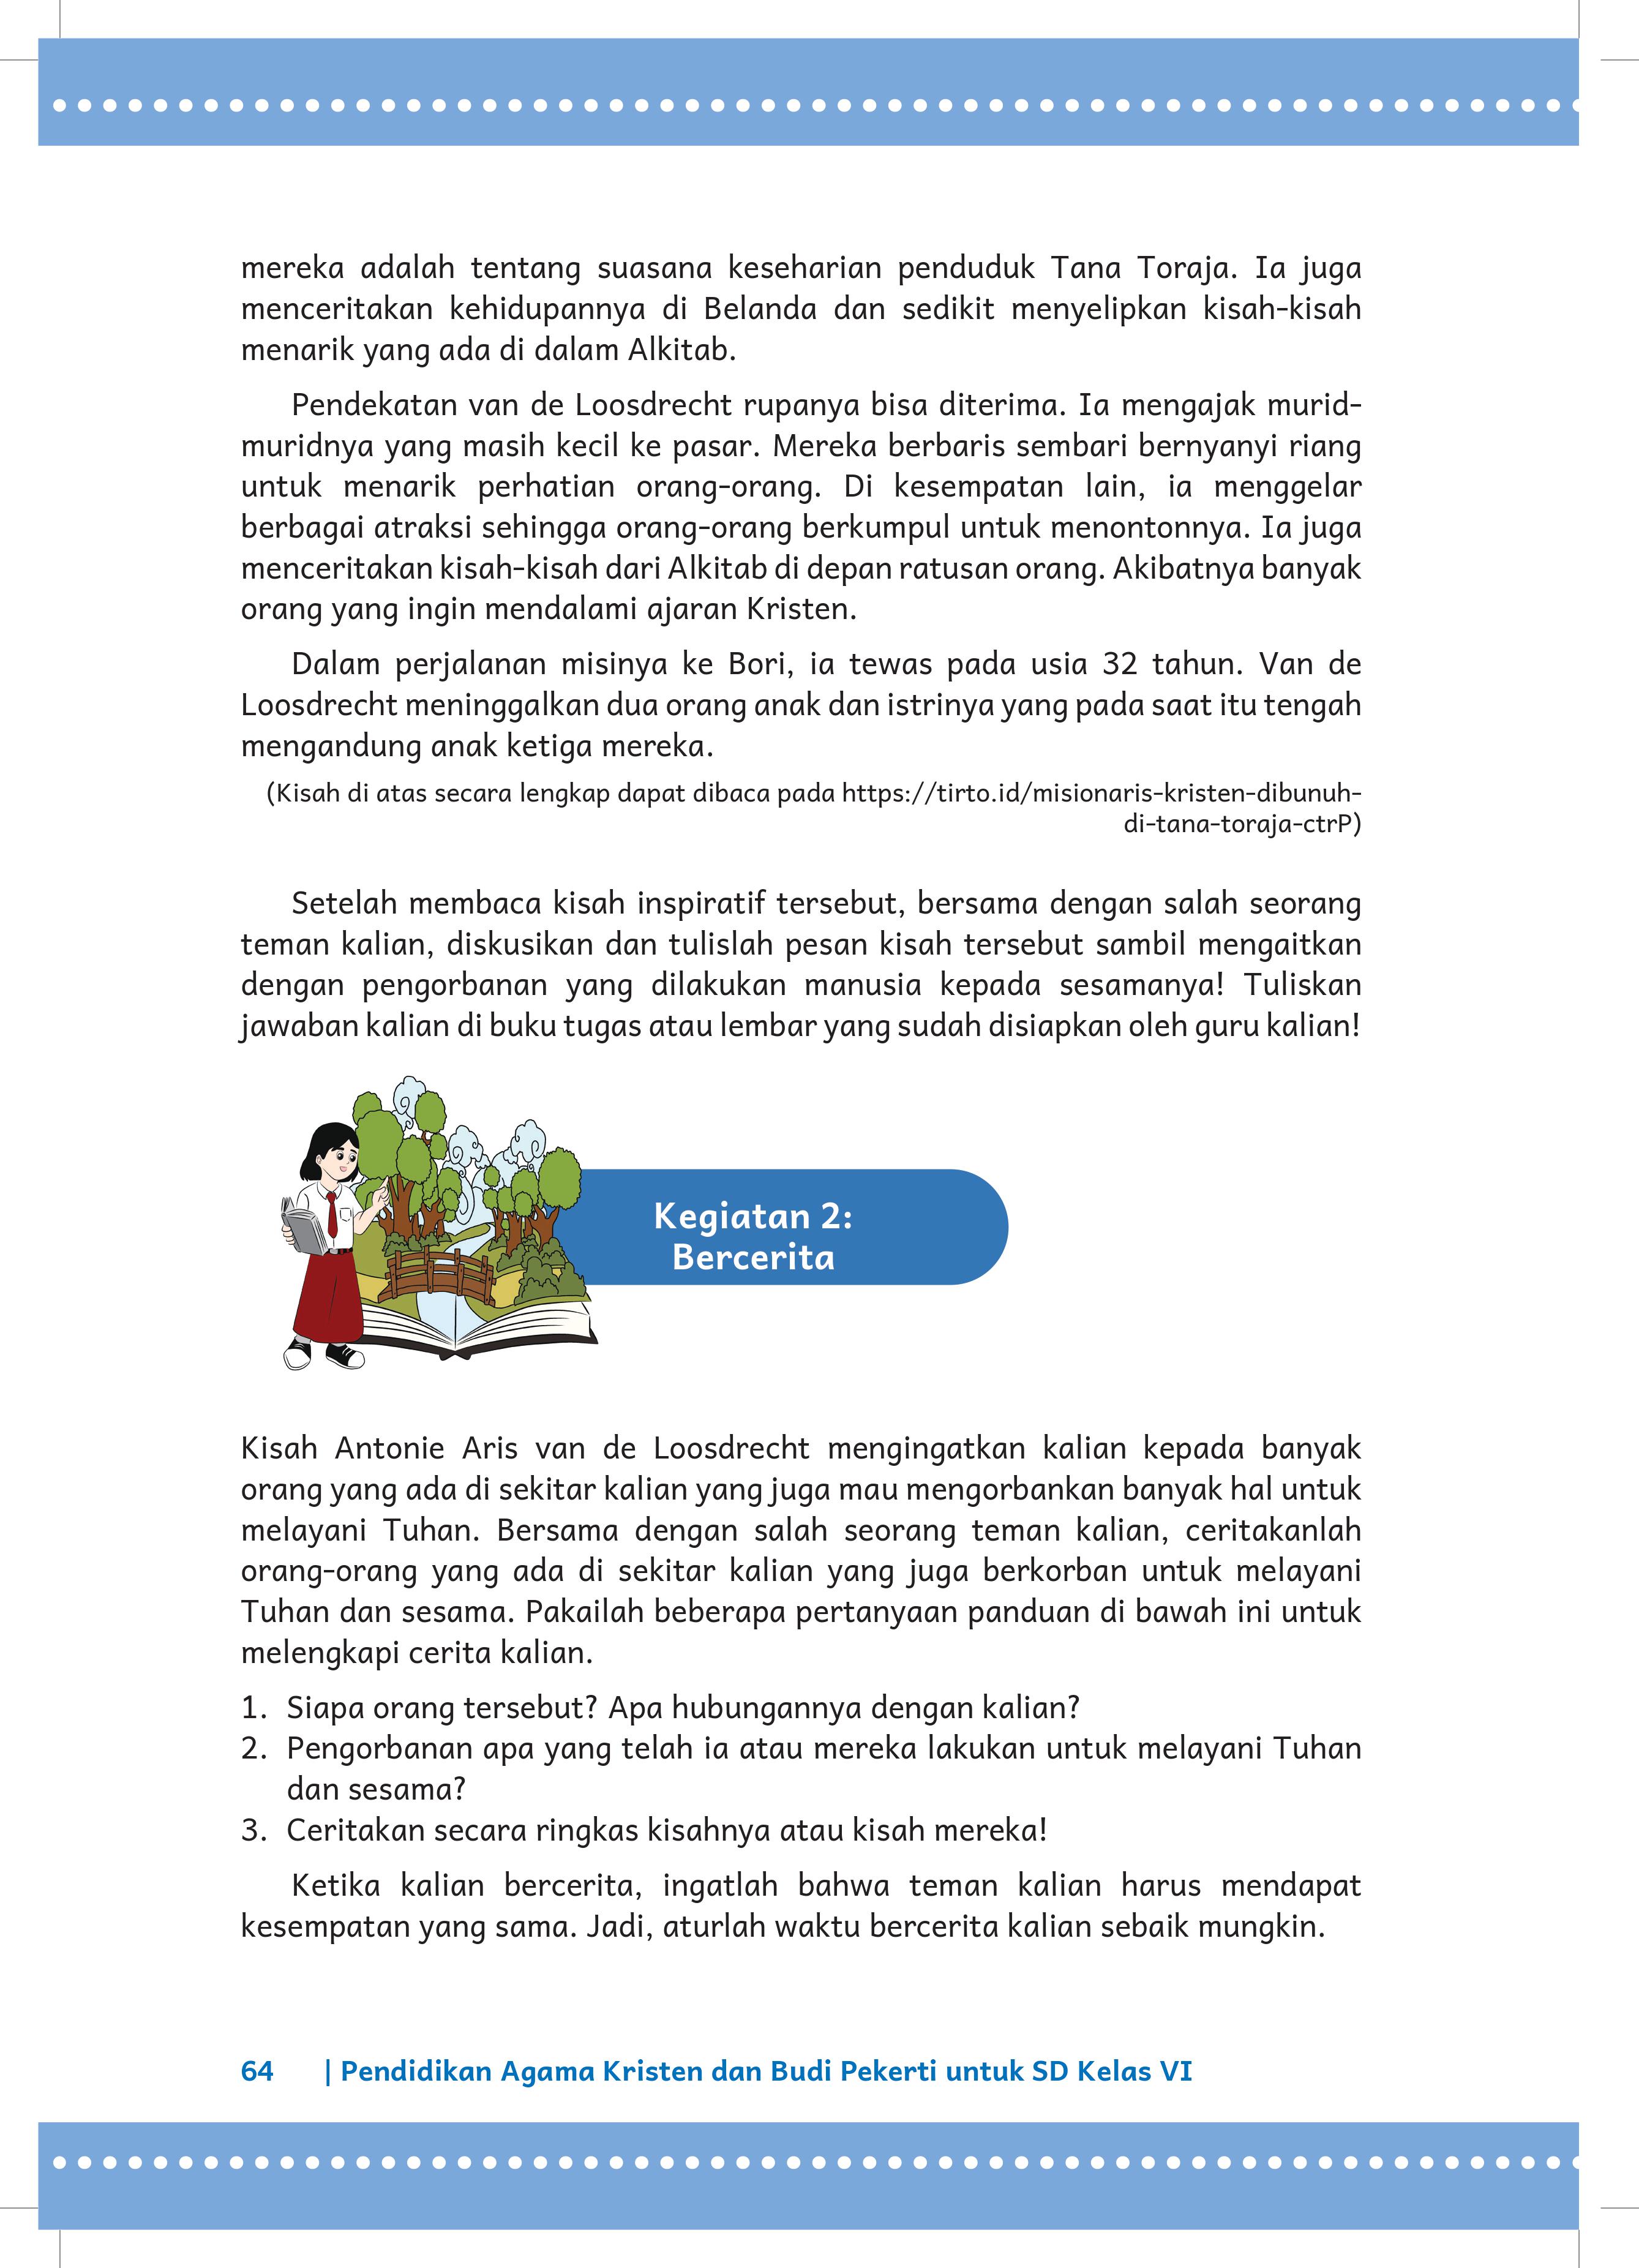 mereka adalah tentang suasana keseharian penduduk Tana Toraja. Ia juga
menceritakan kehidupannya di Belanda dan sedikit menyelipkan kisah-kisah
menarik yang ada di dalam Alkitab.
Pendekatan van de Loosdrecht rupanya bisa diterima. Ia mengajak murid-
muridnya yang masih kecil ke pasar. Mereka berbaris sembari bernyanyi riang
untuk menarik perhatian orang-orang. Di kesempatan lain, ia menggelar
berbagai atraksi sehingga orang-orang berkumpul untuk menontonnya. Ia juga
menceritakan kisah-kisah dari Alkitab di depan ratusan orang. Akibatnya banyak
orang yang ingin mendalami ajaran Kristen.
Dalam perjalanan misinya ke Bori, ia tewas pada usia 32 tahun. Van de
Loosdrecht meninggalkan dua orang anak dan istrinya yang pada saat itu tengah
mengandung anak ketiga mereka.
(Kisah di atas secara lengkap dapat dibaca pada https://tirto.id/misionaris-kristen-dibunuh-
di-tana-toraja-ctrP)
Setelah membaca kisah inspiratif tersebut, bersama dengan salah seorang
teman kalian, diskusikan dan tulislah pesan kisah tersebut sambil mengaitkan
dengan pengorbanan yang dilakukan manusia kepada sesamanya! Tuliskan
jawaban kalian di buku tugas atau lembar yang sudah disiapkan oleh guru kalian!
Kegiatan 2:
Bercerita
Kisah Antonie Aris van de Loosdrecht mengingatkan kalian kepada banyak
orang yang ada di sekitar kalian yang juga mau mengorbankan banyak hal untuk
melayani Tuhan. Bersama dengan salah seorang teman kalian, ceritakanlah
orang-orang yang ada di sekitar kalian yang juga berkorban untuk melayani
Tuhan dan sesama. Pakailah beberapa pertanyaan panduan di bawah ini untuk
melengkapi cerita kalian.
1. Siapa orang tersebut? Apa hubungannya dengan kalian?
2. Pengorbanan apa yang telah ia atau mereka lakukan untuk melayani Tuhan
dan sesama?
3. Ceritakan secara ringkas kisahnya atau kisah mereka!
Ketika kalian bercerita, ingatlah bahwa teman kalian harus mendapat
kesempatan yang sama. Jadi, aturlah waktu bercerita kalian sebaik mungkin.
64 | Pendidikan Agama Kristen dan Budi Pekerti untuk SD Kelas VI